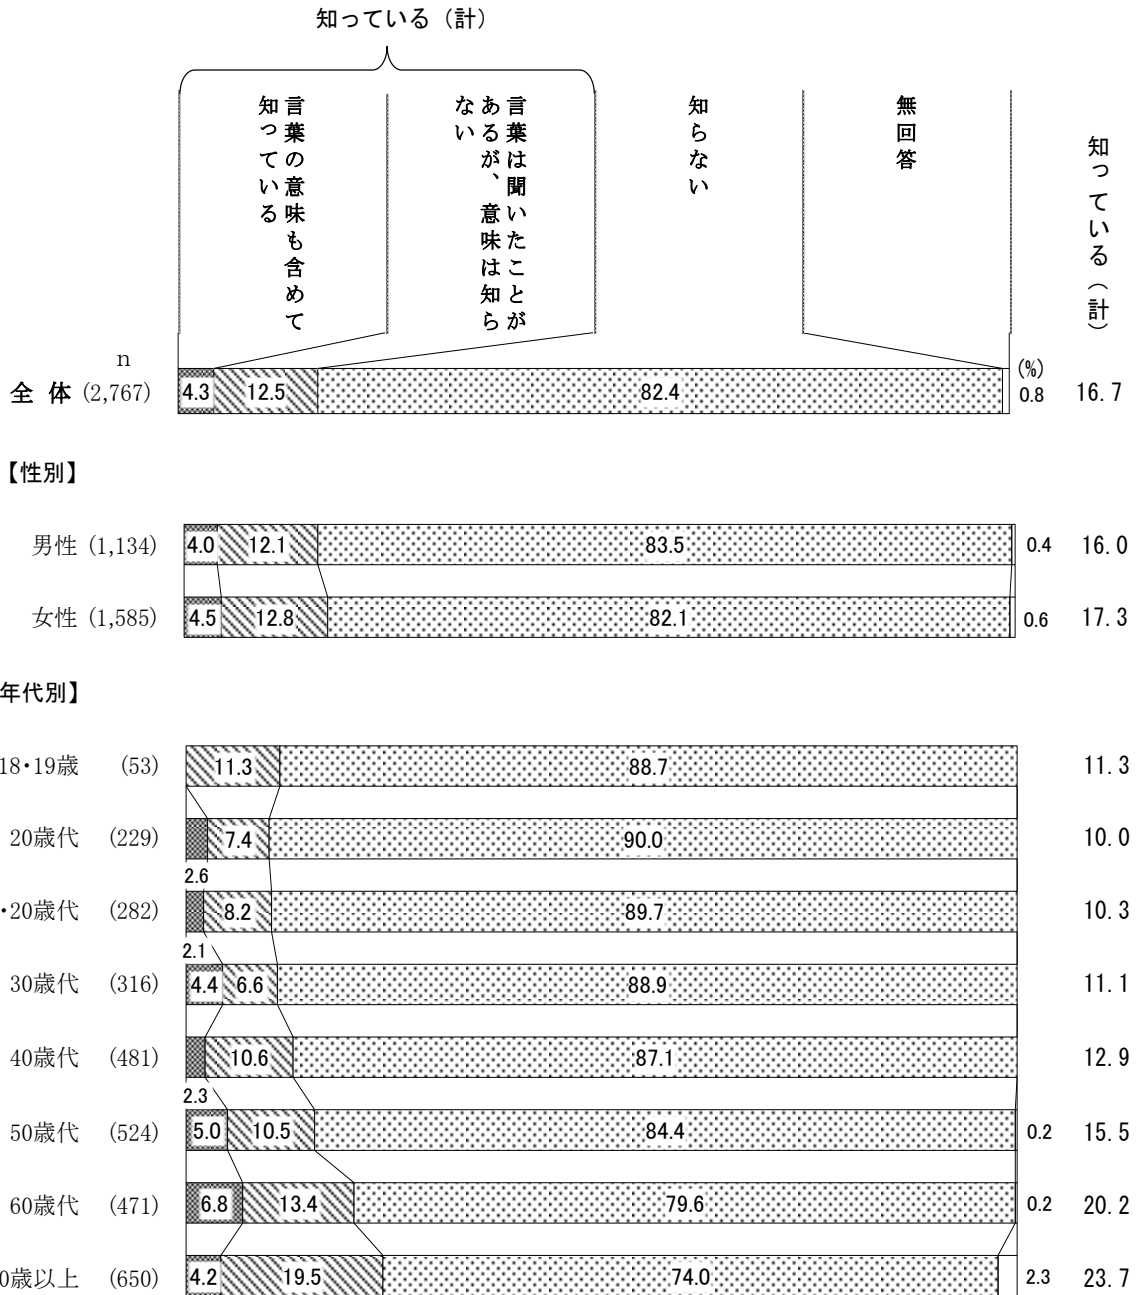 知っている（計）
言葉の意味も含めて
知っている
言葉は聞いたことが
あるが、意味は知ら
ない
知らない
無回答
知っている（計）
n
(%)
全 体 (2,767) 4.3 12.5 82.4 0.8 16.7
【性別】
男性 (1,134) 4.0 12.1 83.5 0.4 16.0
女性 (1,585) 4.5 12.8 82.1 0.6 17.3
年代別】
18・19歳 (53) 11.3 88.7 11.3
20歳代 (229) 7.4 90.0 10.0
2.6
・20歳代 (282) 8.2 89.7 10.3
2.1
30歳代 (316) 4.4 6.6 88.9 11.1
40歳代 (481) 10.6 87.1 12.9
2.3
50歳代 (524) 5.0 10.5 84.4 0.2 15.5
60歳代 (471) 6.8 13.4 79.6 0.2 20.2
0歳以上 (650) 4.2 19.5 74.0 2.3 23.7